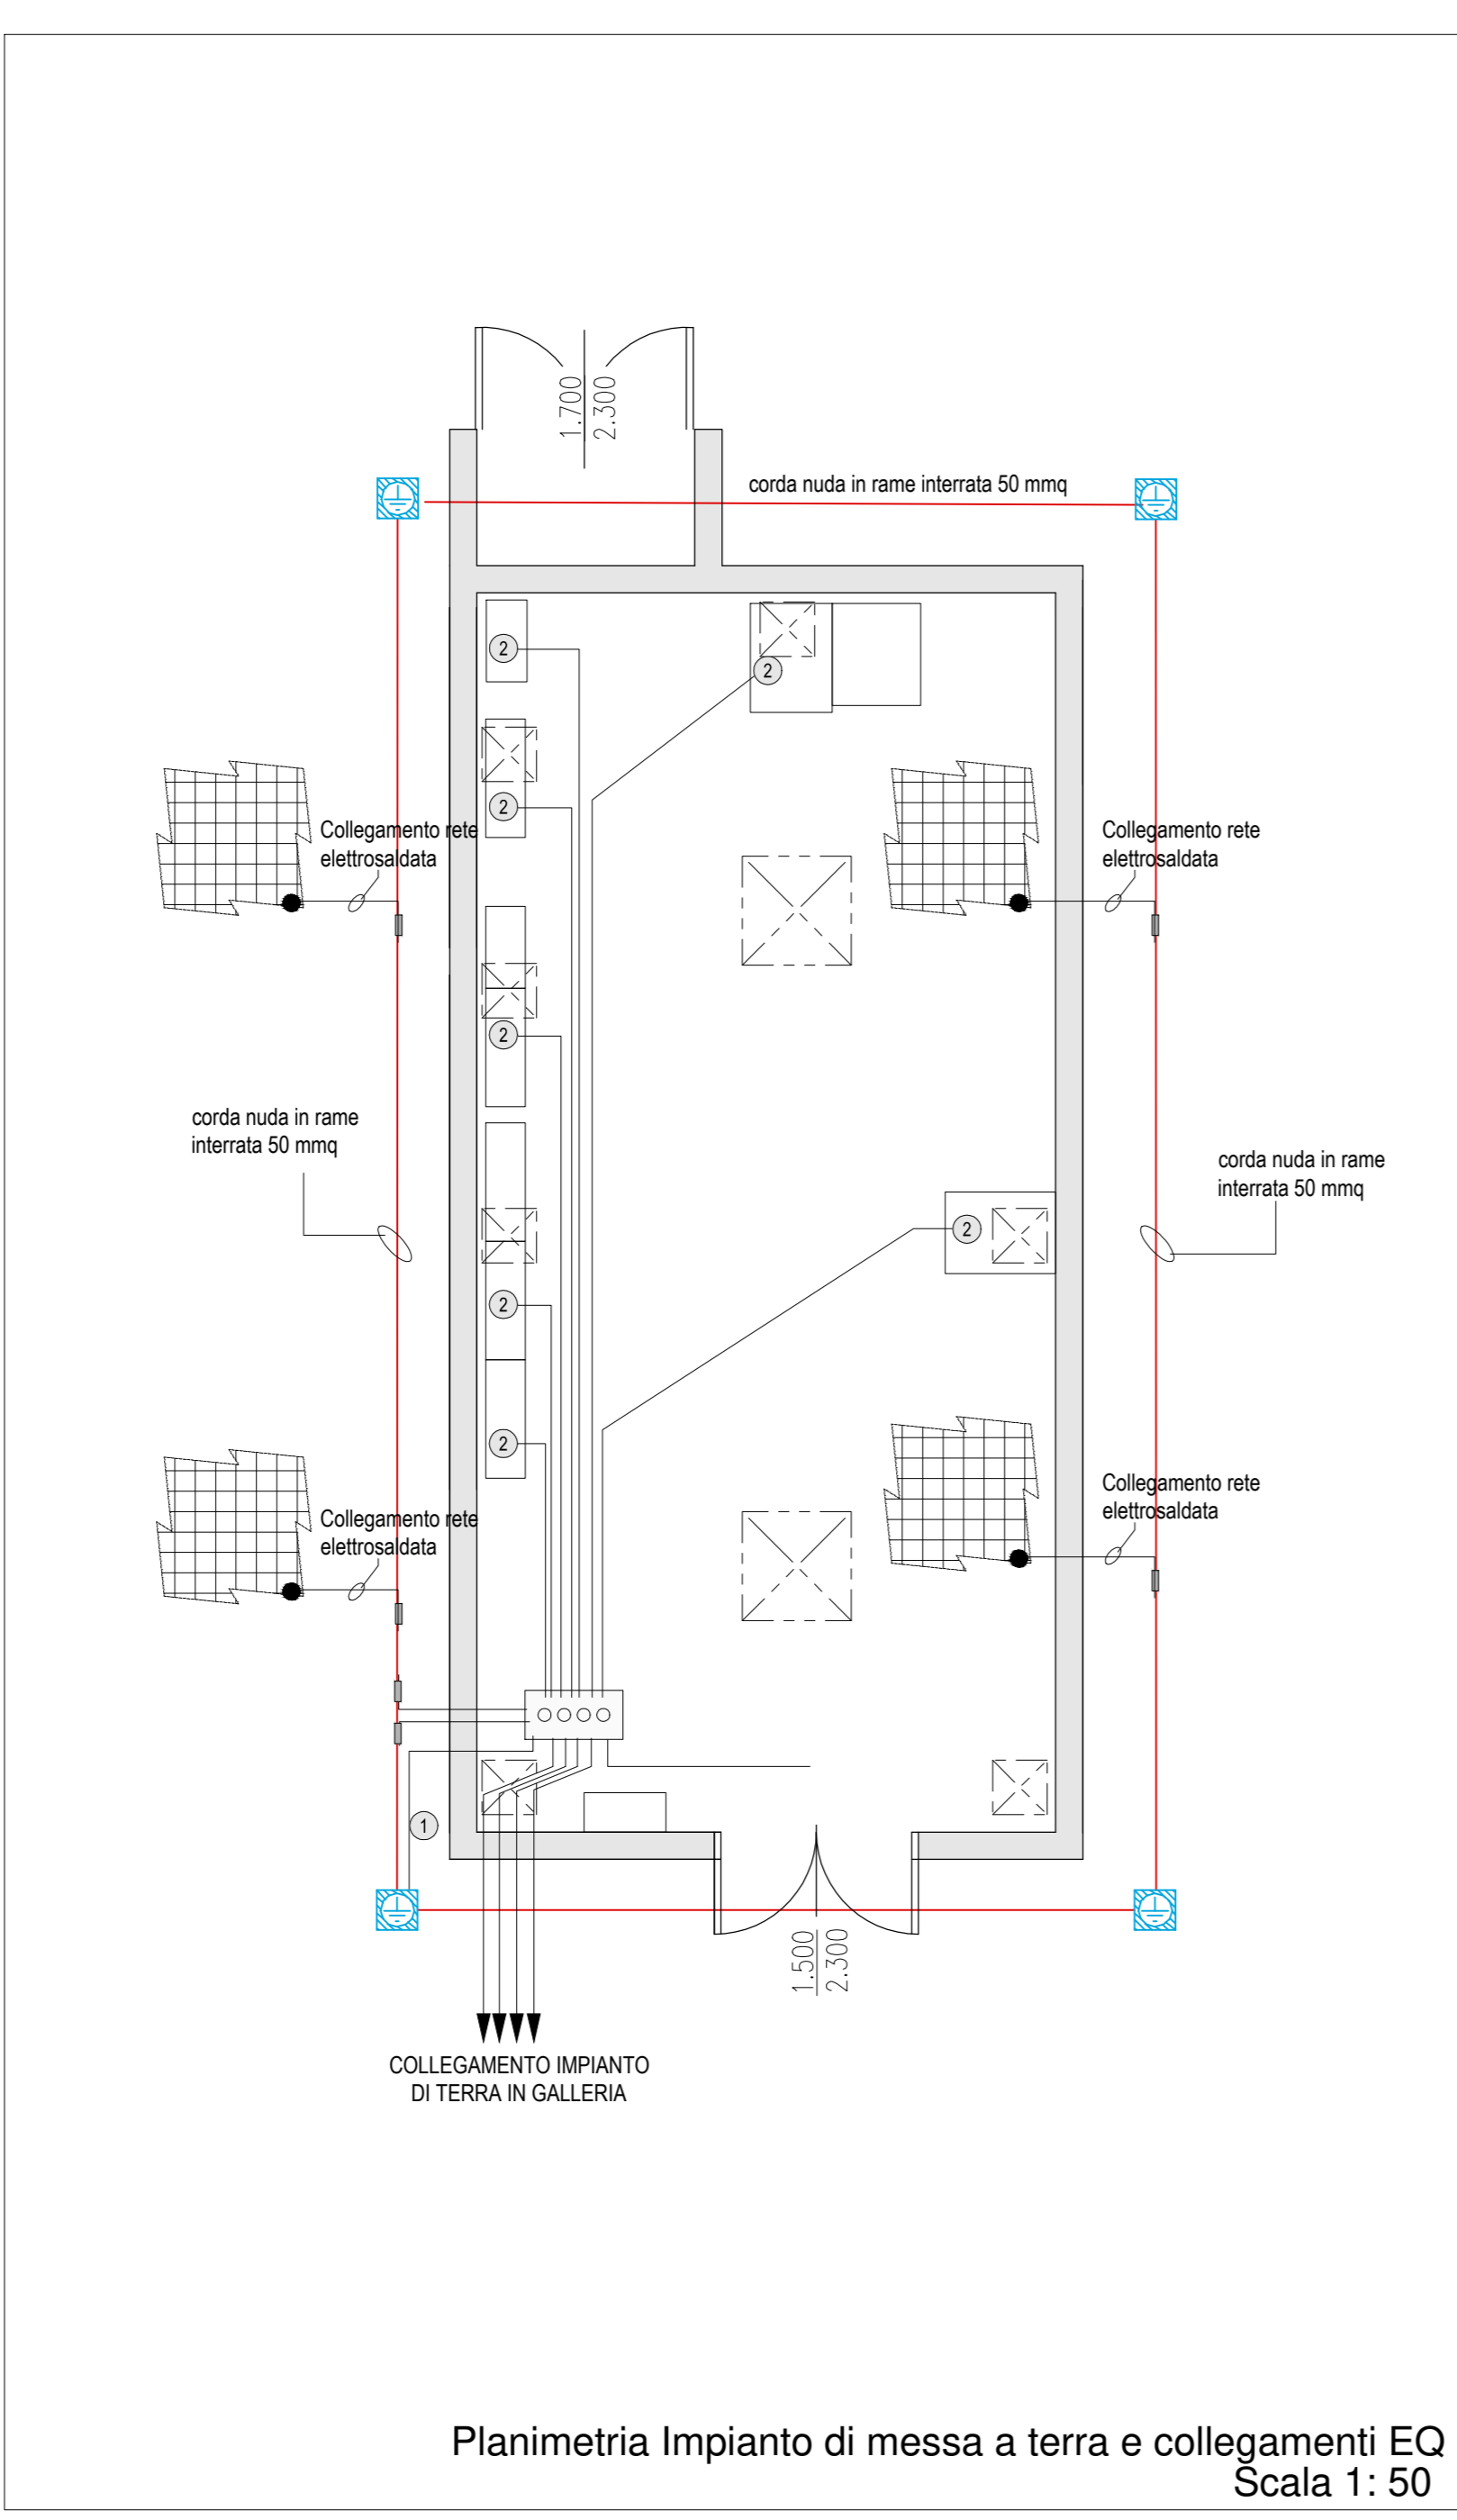 1.700
2.300
corda nuda in rame interrata 50 mmq
2
2
2
Collegamento rete
elettrosaldata
Collegamento rete
elettrosaldata
2
corda nuda in rame
interrata 50 mmq
corda nuda in rame
interrata 50 mmq
2
2
2
Collegamento rete
elettrosaldata
Collegamento rete
elettrosaldata
1
1.500
2.300
COLLEGAMENTO IMPIANTO
DI TERRA IN GALLERIA
Planimetria Impianto di messa a terra e collegamenti EQ
Scala 1: 50